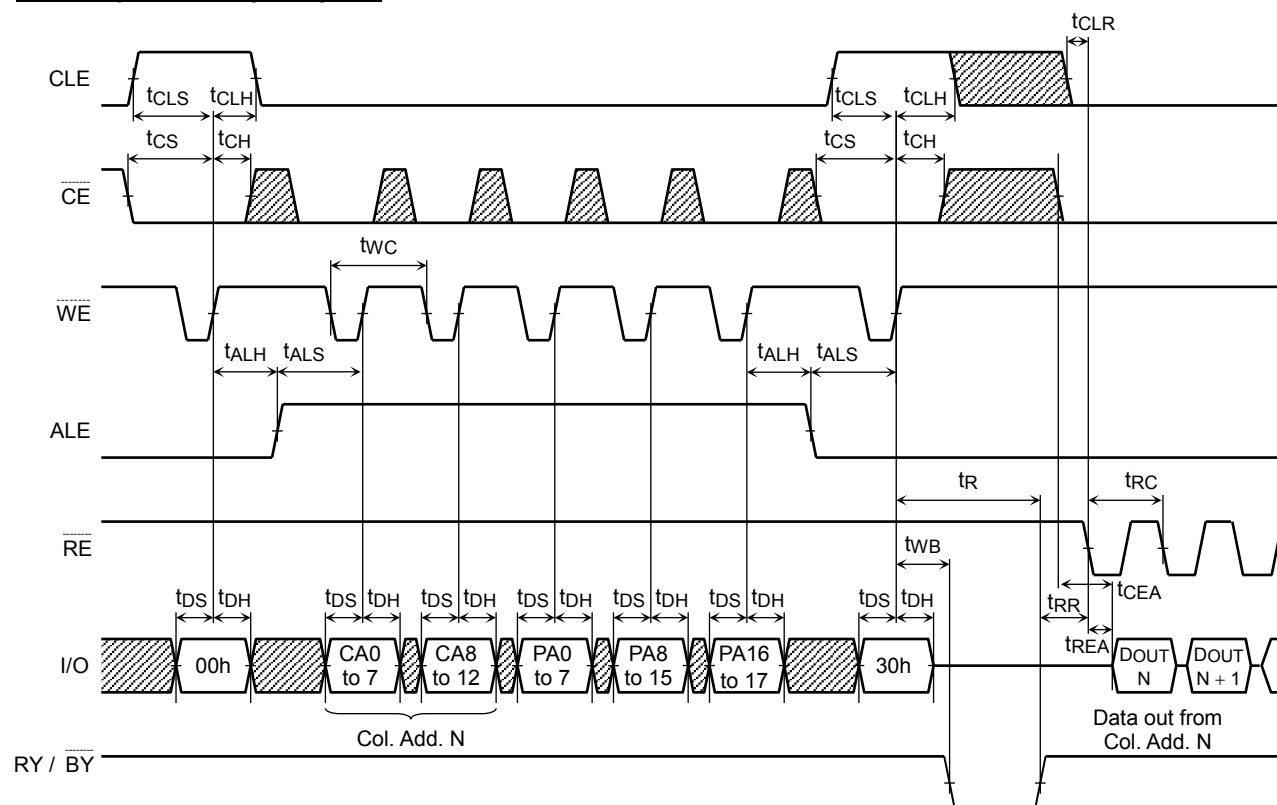 tCLR
CLE
tCLS tCLH tCLS tCLH
tCS tCH tCS tCH
CE
tWC
WE
tALH tALS tALH tALS
ALE
tR tRC
RE
tWB
tCEA
tDS tDH tDS tDH tDS tDH tDS tDH tDS tDH tDS tDH tDS tDH tRR
tREA
I/O 00h CA0 to 7 CA8 to 12 PA0 to 7 PA8 to 15 PA16 to 17 30h DOUT N DOUT N + 1
Col. Add. N
Data out from
Col. Add. N
RY / BY